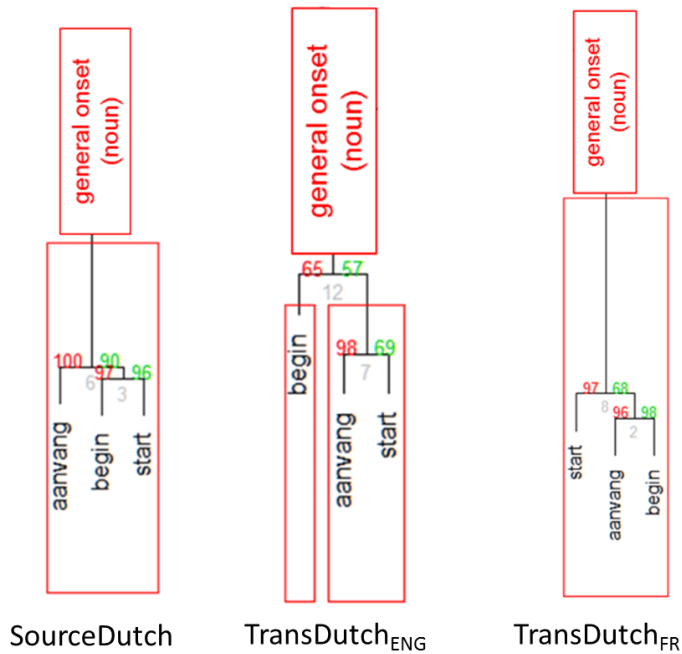 general onset
(noun)
100 90
97 96
6 3
aanvang
begin
start
SourceDutch
general onset
(noun)
65 57
12
begin
98 69
7
aanvang
start
TransDutchENG
general onset
(noun)
97 68
8
96 98
2
start
aanvang
begin
TransDutchFR